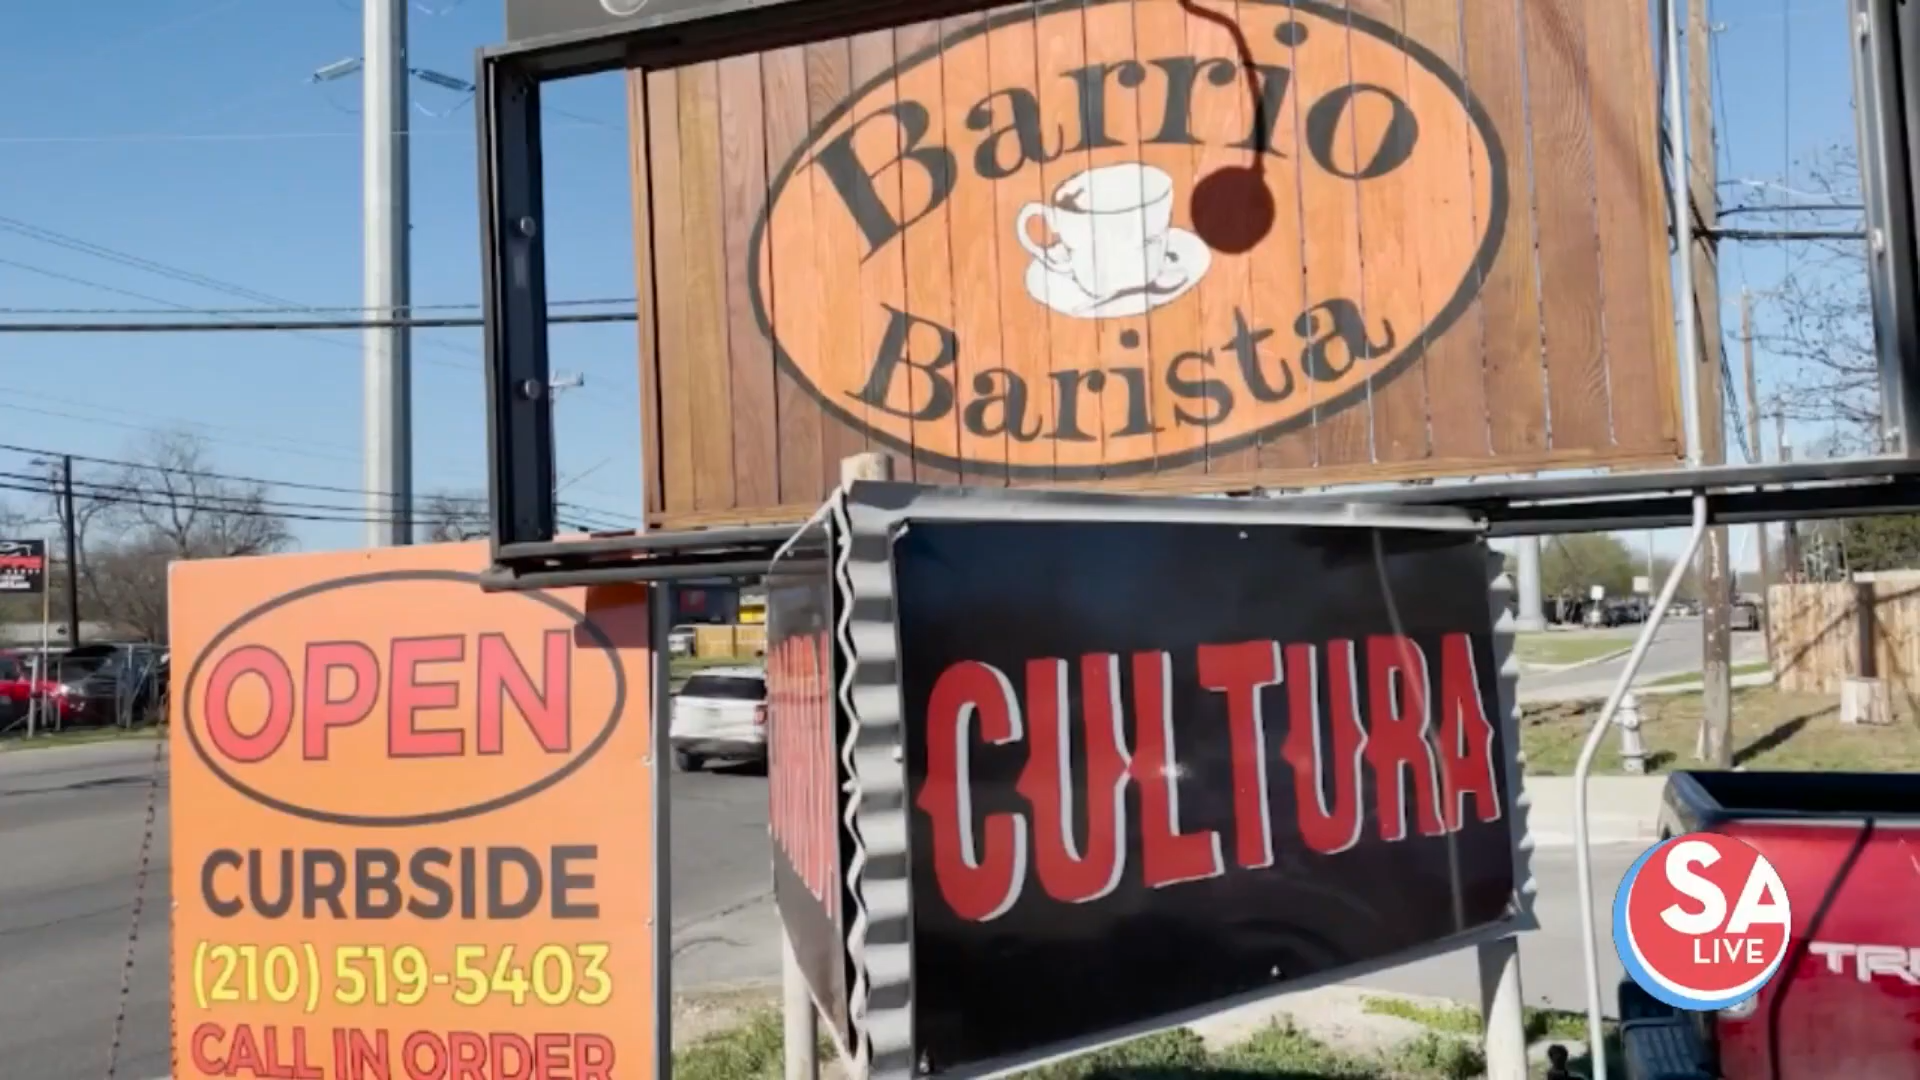 Barrio
Barista
OPEN
CURBSIDE
(210) 519-5403
CALL IN ORDER
CULTURA
SA
LIVE